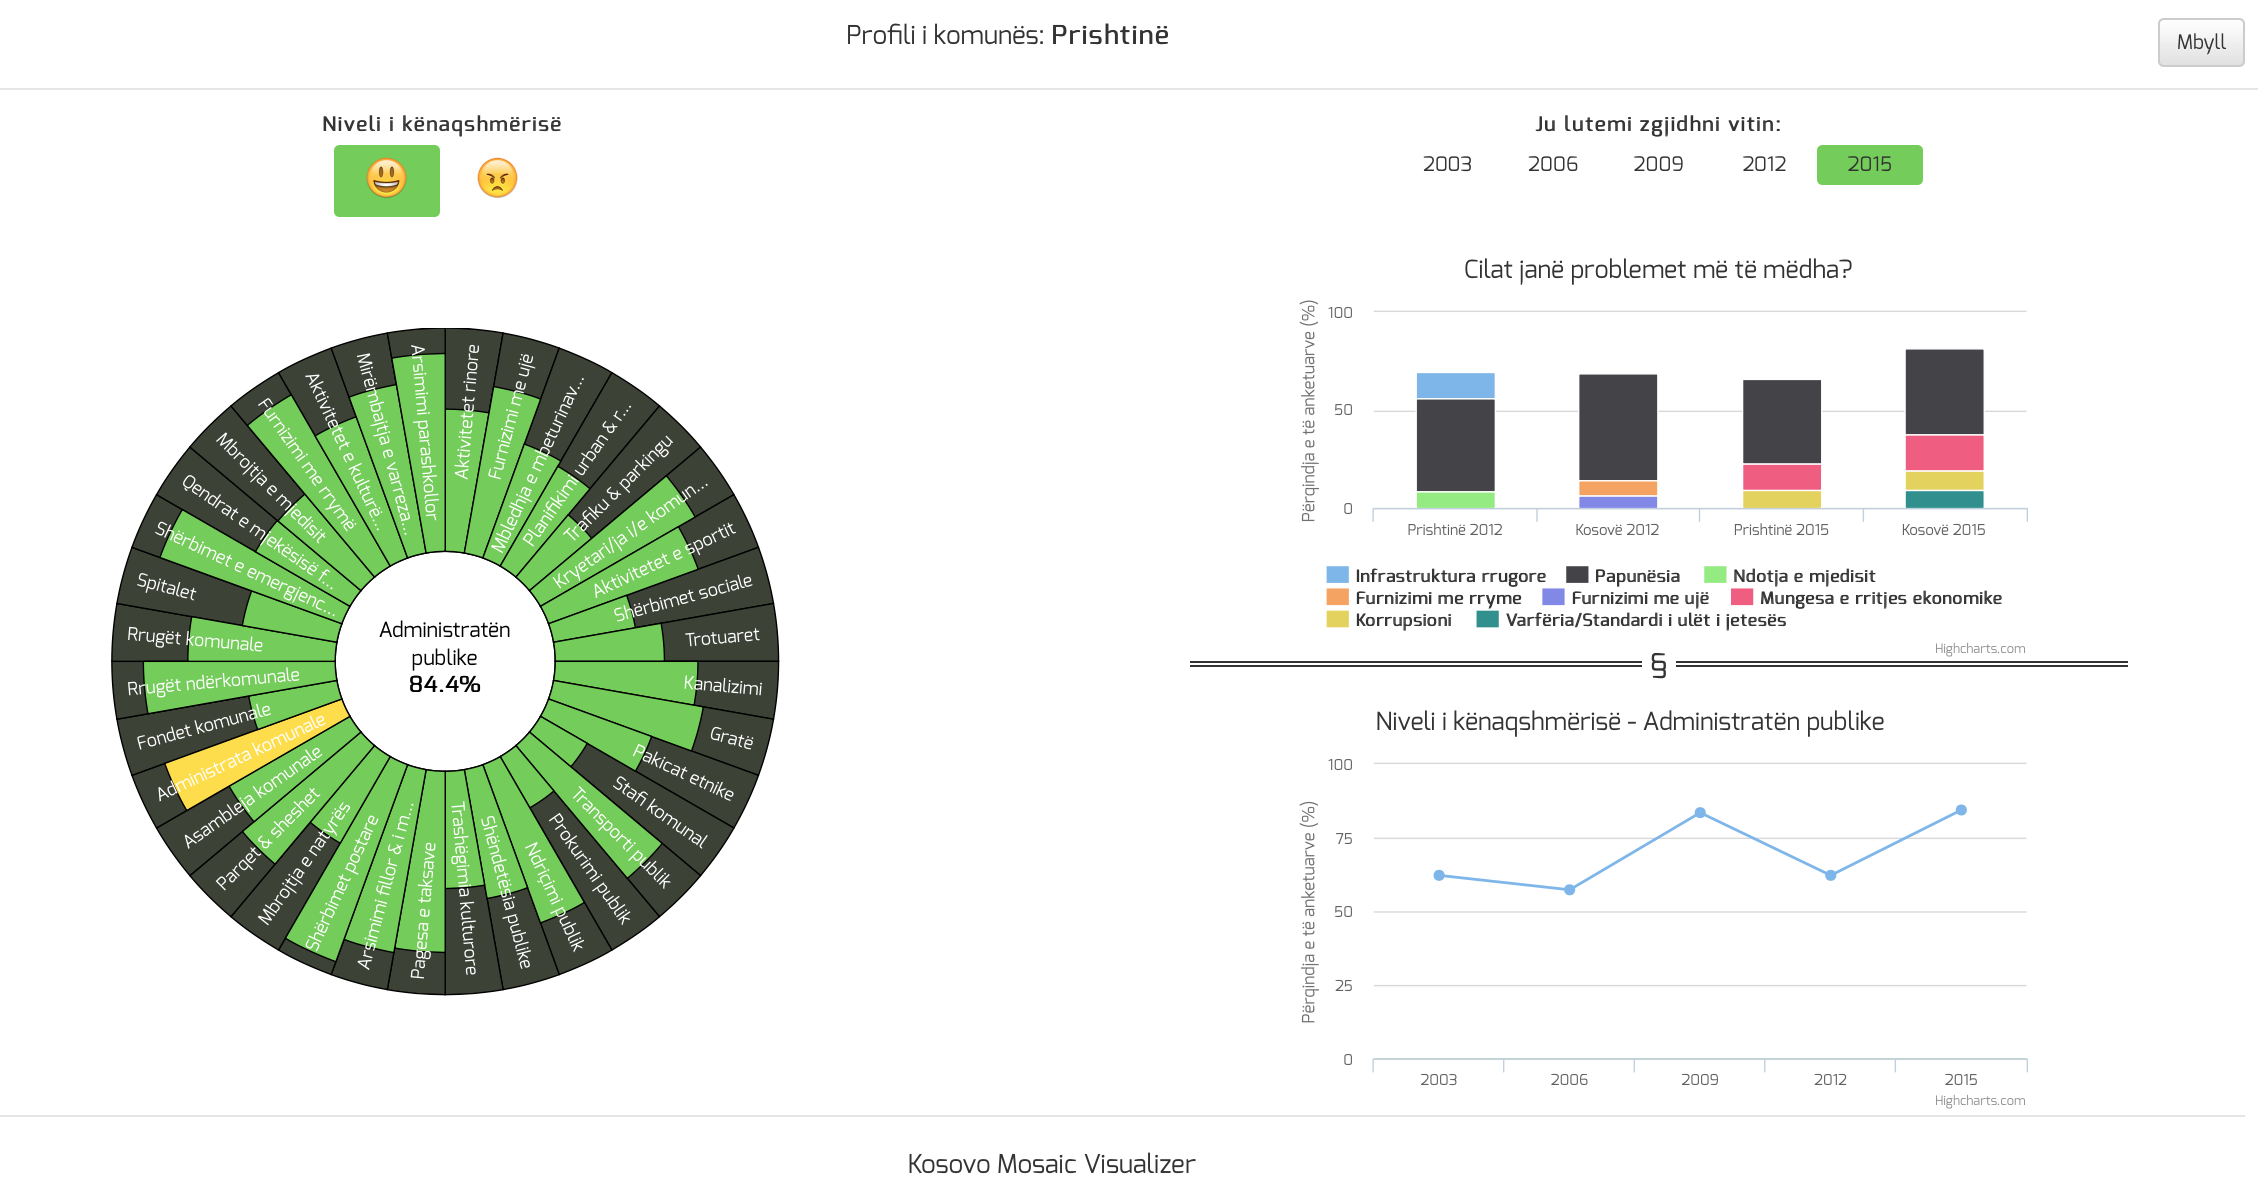 Profili i komunës: Prishtinë
Mbyll
Niveli i kënaqshmërisë
Ju lutemi zgjidhni vitin:
2003 2006 2009 2012 2015
Administratën
publike
84.4%
Aktivitetet rinore
Furnizimi me ujë
Mbledhja e mbeturinav...
Planifikimi urban & r...
Trafiku & parkingu
Kryetari/ja i/e komun...
Aktivitetet e sportit
Shërbimet sociale
Trotuaret
Kanalizimi
Gratë
Pakicat etnike
Stafi komunal
Transporti publik
Prokurimi publik
Ndriçimi publik
Shëndetësia publike
Trashëgimia kulturore
Pagesa e taksave
Arsimimi fillor & i m...
Shërbimet postare
Mbrojtja e natyrës
Parqet & sheshet
Asambleja komunale
Administrata komunale
Fondet komunale
Rrugët ndërkomunale
Rrugët komunale
Spitalet
Shërbimet e emergjenc...
Qendrat e mjekësisë f...
Mbrojtja e mjedisit
Furnizimi me rrymë
Aktivitetet e kulturë...
Mirëmbajtja e varreza...
Arsimimi parashkollor
Cilat janë problemet më të mëdha?
Përqindja e të anketuarve (%)
100
50
0
Prishtinë 2012 Kosovë 2012 Prishtinë 2015 Kosovë 2015
Infrastruktura rrugore Papunësia Ndotja e mjedisit
Furnizimi me rryme Furnizimi me ujë Mungesa e rritjes ekonomike
Korrupsioni Varfëria/Standardi i ulët i jetesës
Highcharts.com
§
Niveli i kënaqshmërisë - Administratën publike
Përqindja e të anketuarve (%)
100
75
50
25
0
2003 2006 2009 2012 2015
Highcharts.com
Kosovo Mosaic Visualizer